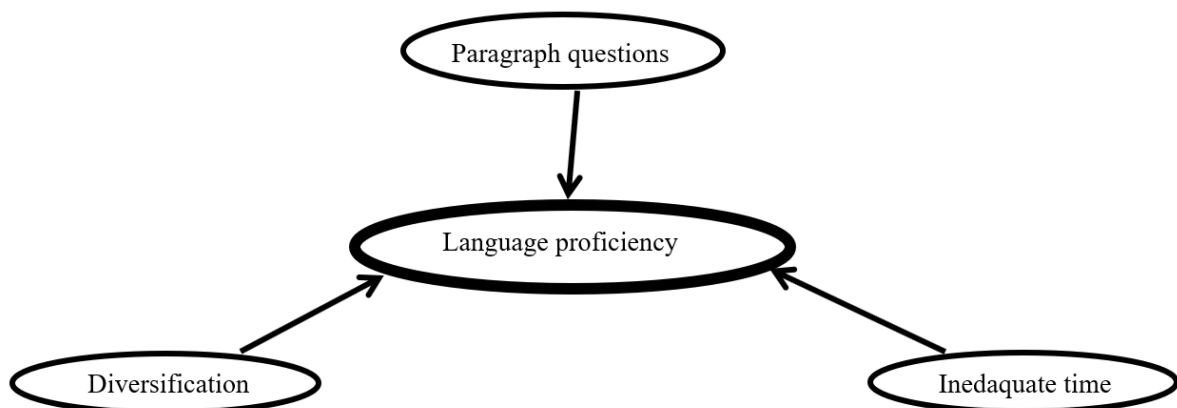 Paragraph questions
Language proficiency
Diversification
Inedaquate time